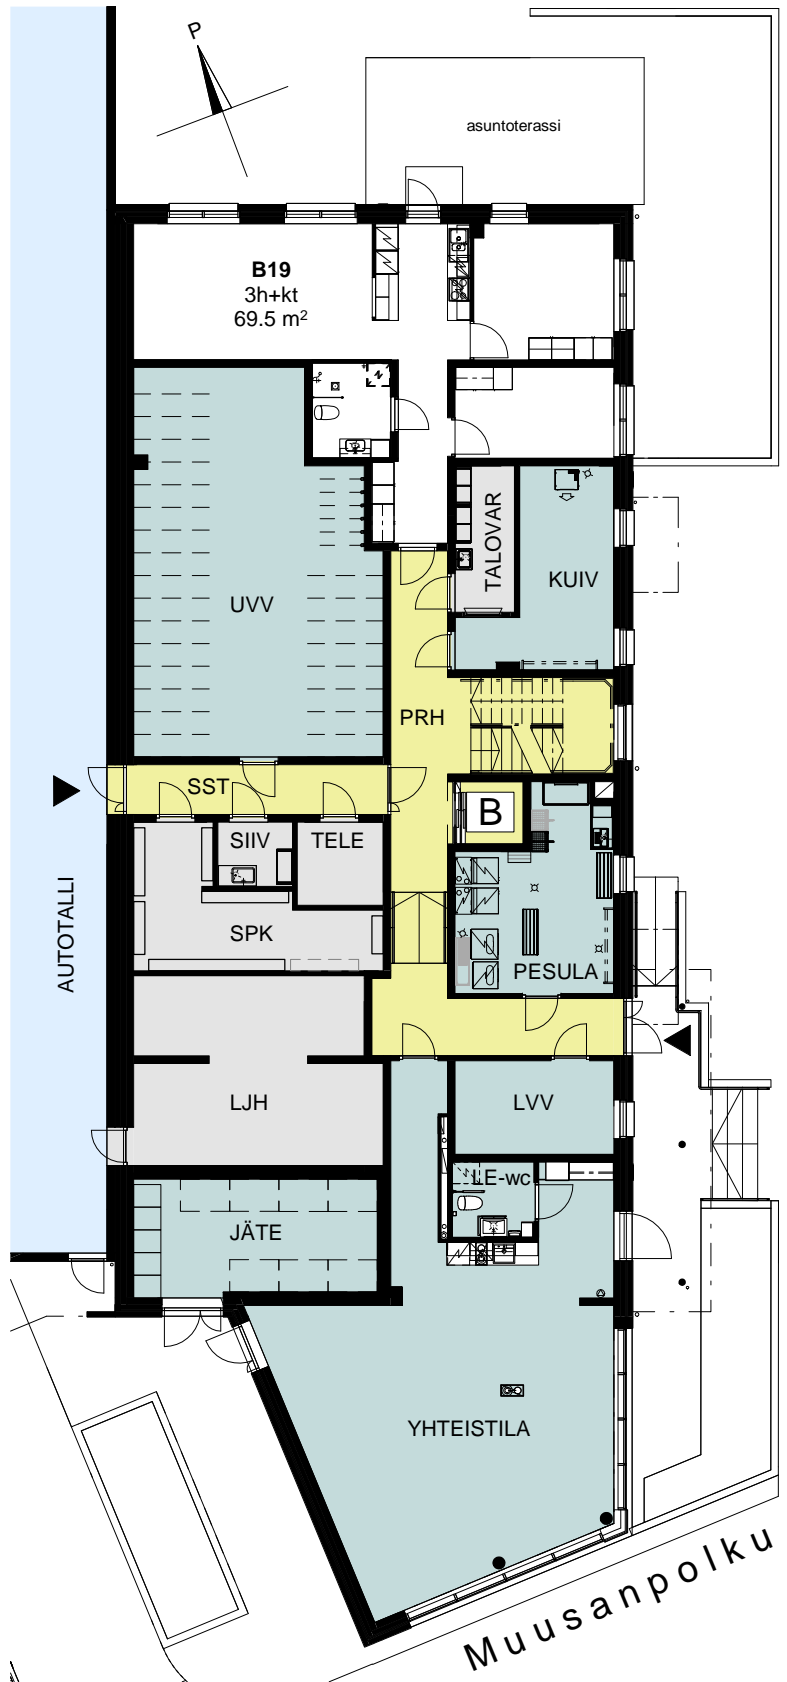 P
asuntoterassi
B19
3h+kt
69.5 m²
TALOVAR
KUIV
UVV
PRH
SST
B
SIIV
TELE
AUTOTALLI
SPK
PESULA
LJH
LVV
LE-wc
JÄTE
YHTEISTILA
Muusanpolku